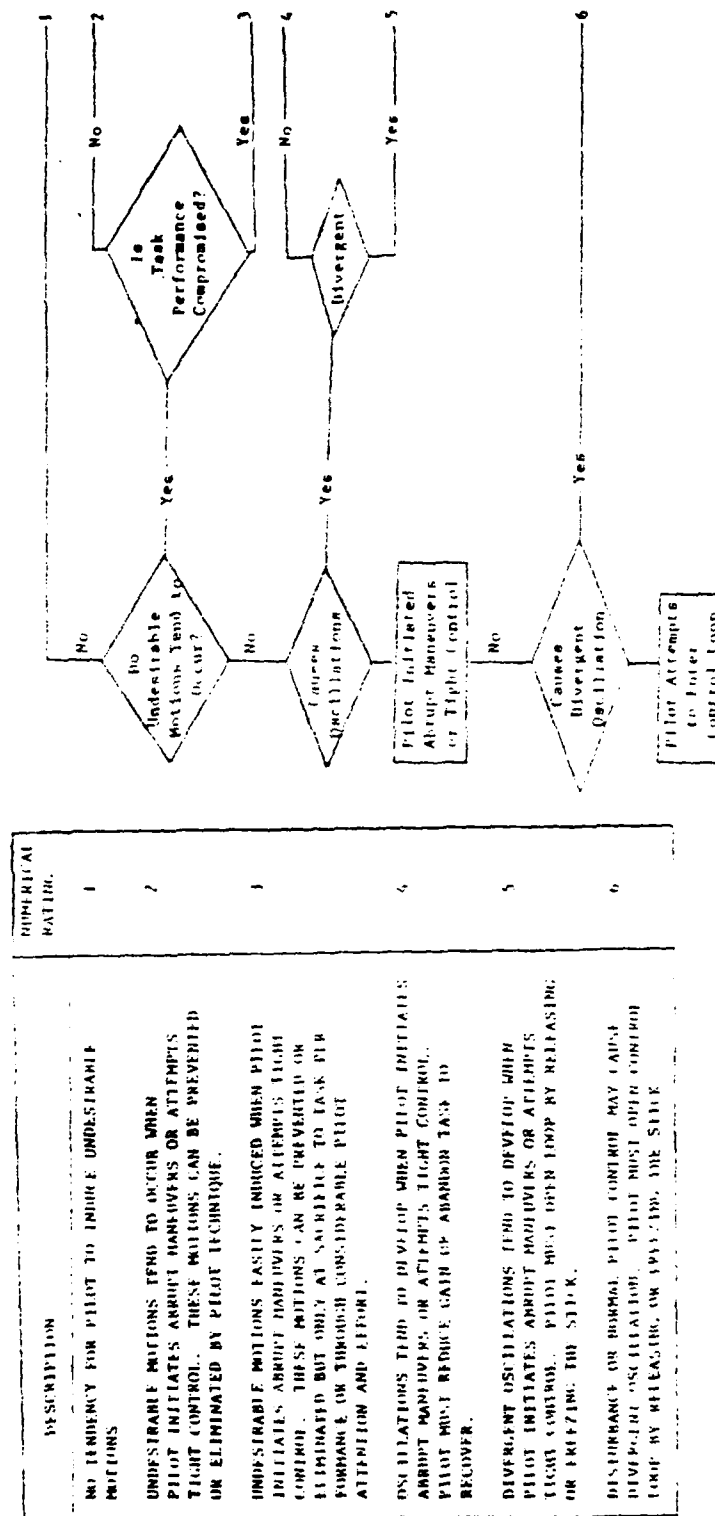 DESCRIPTION
NUMERICAL
RATING
NO TENDENCY FOR PILOT TO INDUCE UNDESIRABLE
MOTIONS
1
UNDESIRABLE MOTIONS TEND TO OCCUR WHEN
PILOT INITIATES ABRUPT MANEUVERS OR ATTEMPTS
TIGHT CONTROL. THESE MOTIONS CAN BE PREVENTED
OR ELIMINATED BY PILOT TECHNIQUE.
2
UNDESIRABLE MOTIONS EASILY INDUCED WHEN PILOT
INITIATES ABRUPT MANEUVERS OR ATTEMPTS TIGHT
CONTROL. THESE MOTIONS CAN BE PREVENTED OR
ELIMINATED BUT ONLY AT SACRIFICE TO TASK PER
FORMANCE OR THROUGH CONSIDERABLE PILOT
ATTENTION AND EFFORT.
3
OSCILLATIONS TEND TO DEVELOP WHEN PILOT INITIATES
ABRUPT MANEUVERS OR ATTEMPTS TIGHT CONTROL.
PILOT MUST REDUCE GAIN OR ABANDON TASK TO
RECOVER.
4
DIVERGENT OSCILLATIONS TEND TO DEVELOP WHEN
PILOT INITIATES ABRUPT MANEUVERS OR ATTEMPTS
TIGHT CONTROL. PILOT MUST OPEN LOOP BY RELEASING
OR FREEZING THE STICK.
5
DISTURBANCE OR NORMAL PILOT CONTROL MAY CAUSE
DIVERGENT OSCILLATION. PILOT MUST OPEN CONTROL
LOOP BY RELEASING OR FREEZING THE STICK
6
1
No
2
No
Do
Undesirable
Motions Tend to
Occur?
Yes
Is
Task
Performance
Compromised?
Yes
3
No
4
No
Causes
Oscillations
Yes
Divergent
Yes
5
Pilot Initiated
Abrupt Maneuvers
or Tight Control
No
Causes
Divergent
Oscillation
Yes
6
Pilot Attempts
to Enter
Control Loop